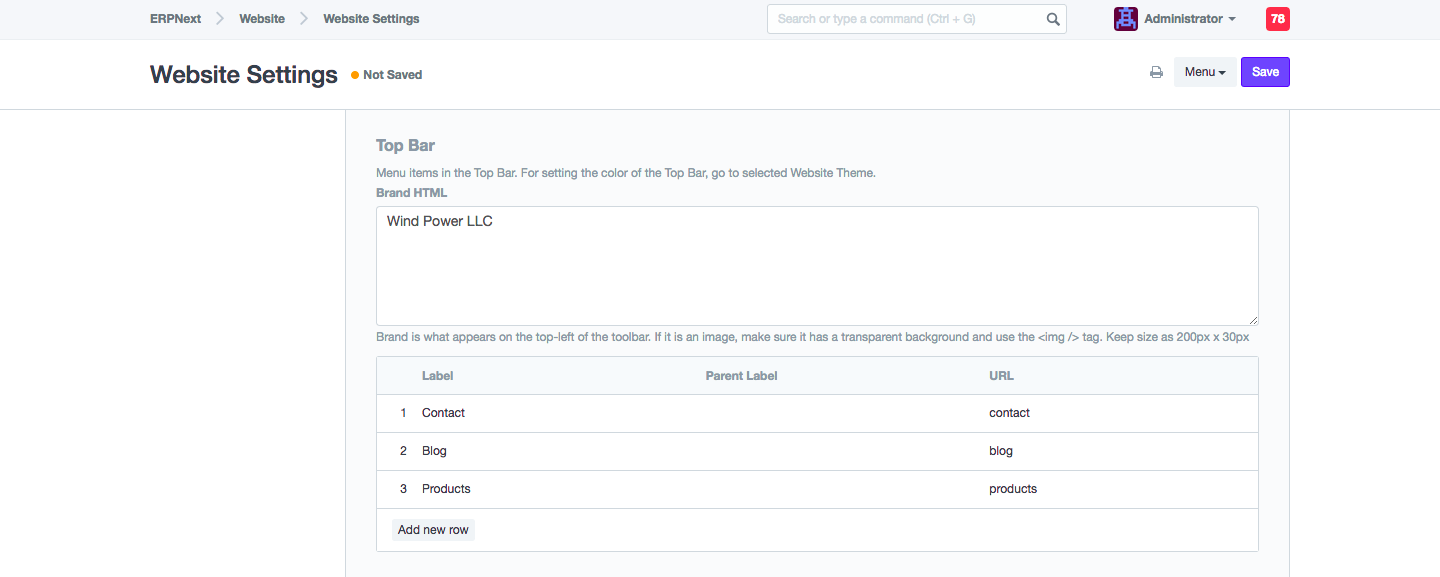 ERPNext Website Website Settings Search or type a command (Ctrl + G) Administrator 78
Website Settings Not Saved Menu Save
Top Bar
Menu items in the Top Bar. For setting the color of the Top Bar, go to selected Website Theme.
Brand HTML
Wind Power LLC
Brand is what appears on the top-left of the toolbar. If it is an image, make sure it has a transparent background and use the <img /> tag. Keep size as 200px x 30px
Label Parent Label URL
1 Contact contact
2 Blog blog
3 Products products
Add new row